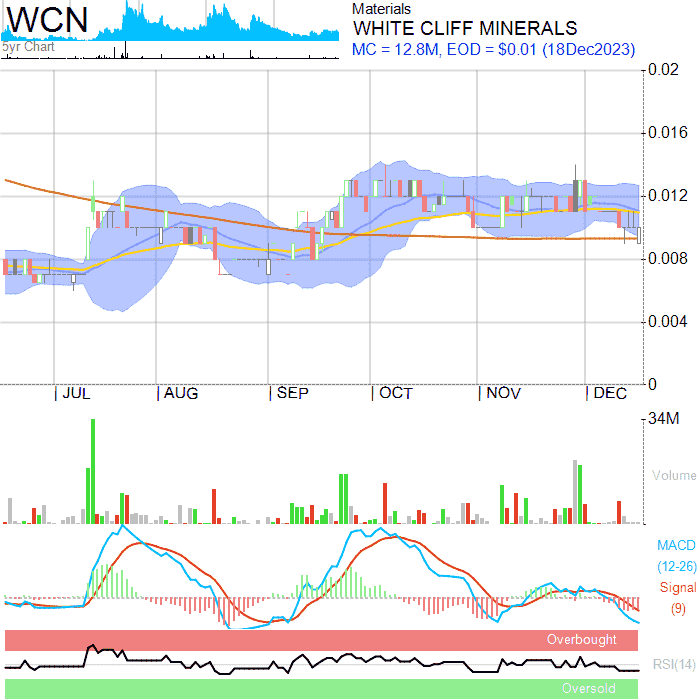 WCN
5yr Chart
Materials
WHITE CLIFF MINERALS
MC = 12.8M, EOD = $0.01 (18Dec2023)
0.02
0.016
0.012
0.008
0.004
0
JUL AUG SEP OCT NOV DEC
34M
Volume
MACD
(12-26)
Signal
(9)
Overbought
RSI(14)
Oversold